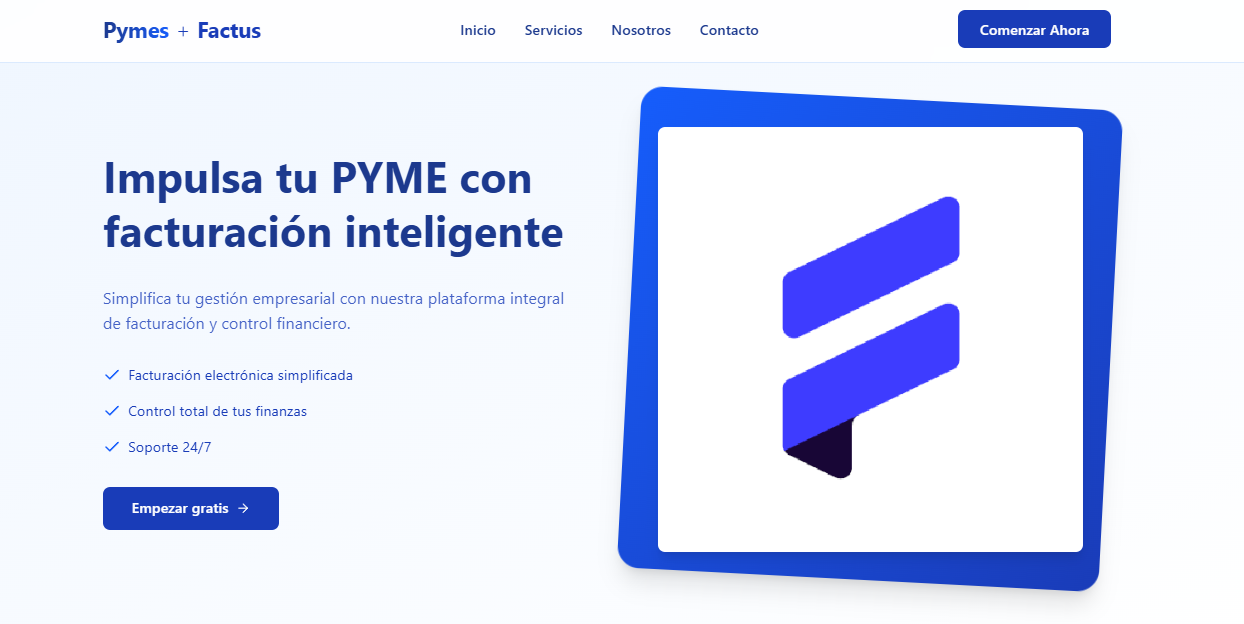 Pymes + Factus
Inicio
Servicios
Nosotros
Contacto
Comenzar Ahora
Impulsa tu PYME con
facturación inteligente
Simplifica tu gestión empresarial con nuestra plataforma integral
de facturación y control financiero.
Facturación electrónica simplificada
Control total de tus finanzas
Soporte 24/7
Empezar gratis →